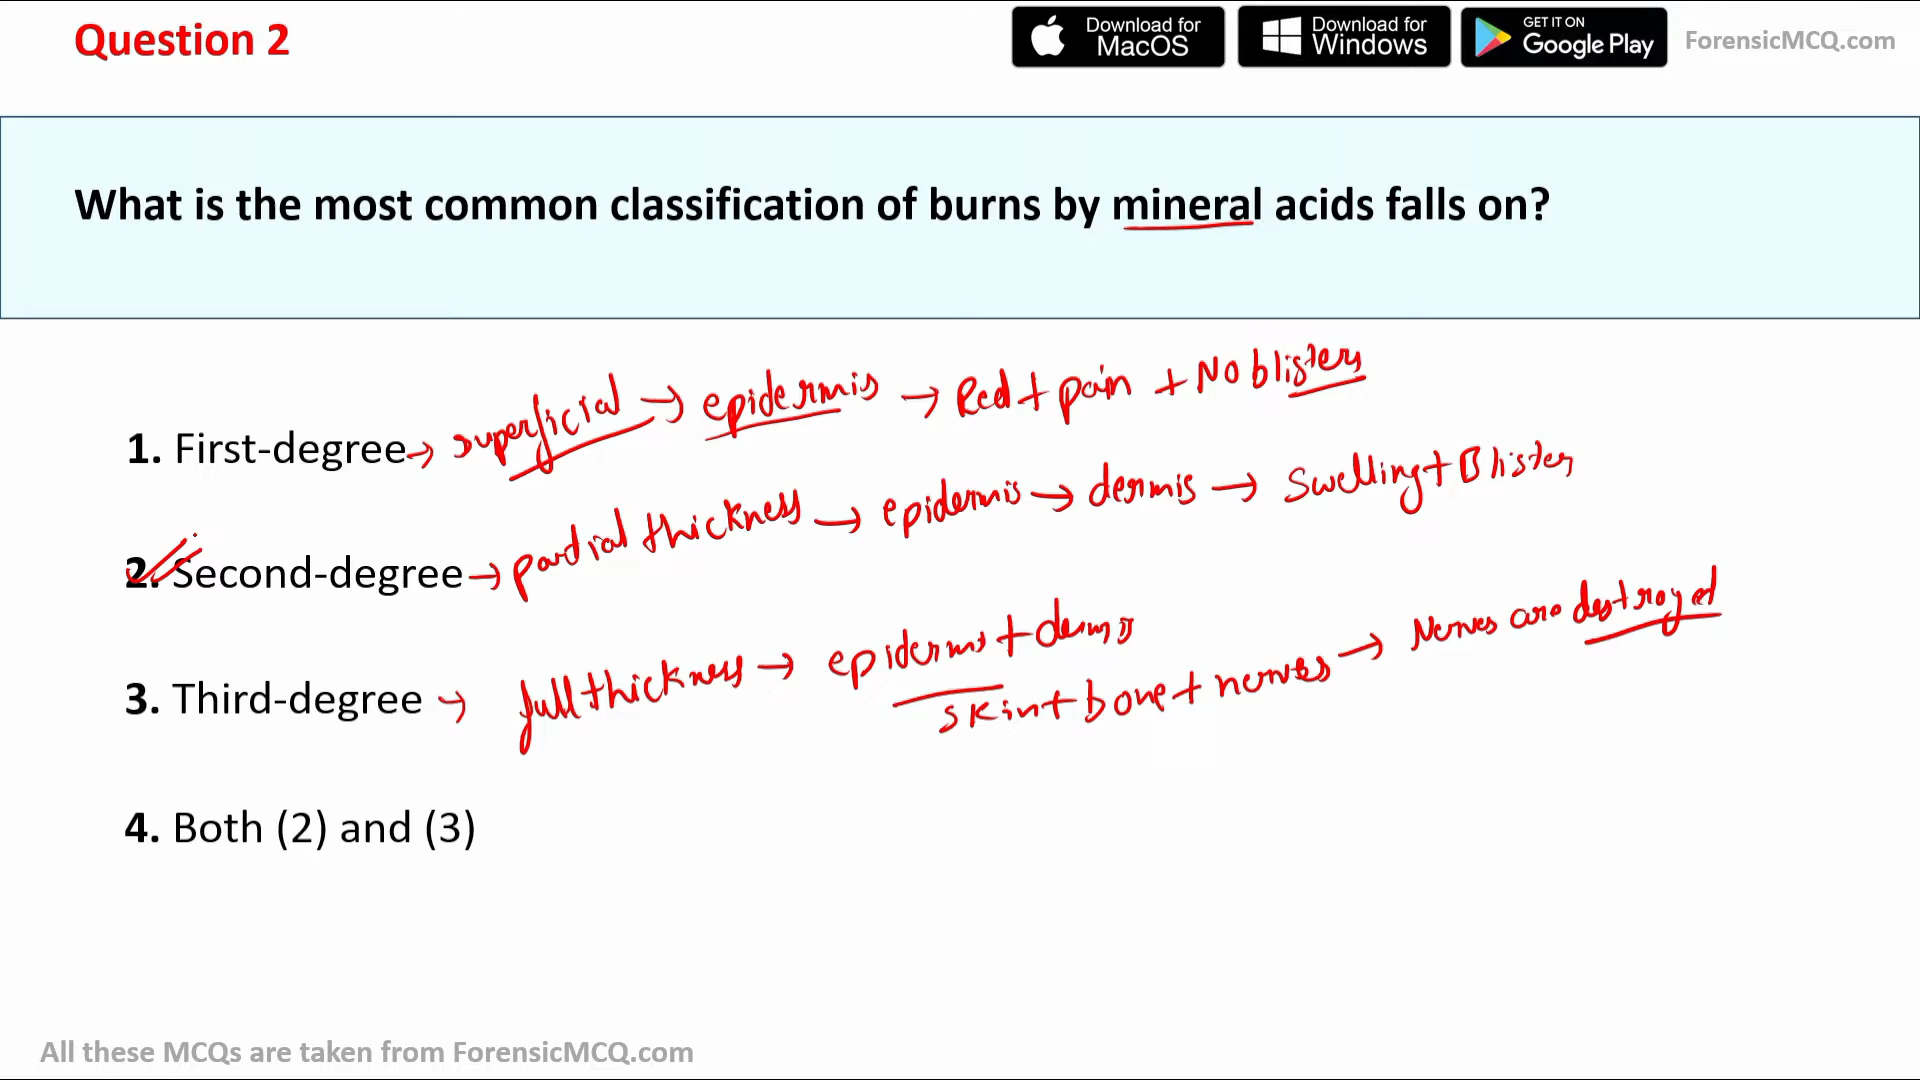 Question 2
Download for MacOS
Download for Windows
GET IT ON Google Play
ForensicMCQ.com
What is the most common classification of burns by mineral acids falls on?
1. First-degree → superficial → epidermis → Red + pain + No blisters
2. Second-degree → partial thickness → epidermis → dermis → swelling + Blister
3. Third-degree → full thickness → epidermis + dermis
skin + bone + nerves → Nerves are destroyed
4. Both (2) and (3)
All these MCQs are taken from ForensicMCQ.com